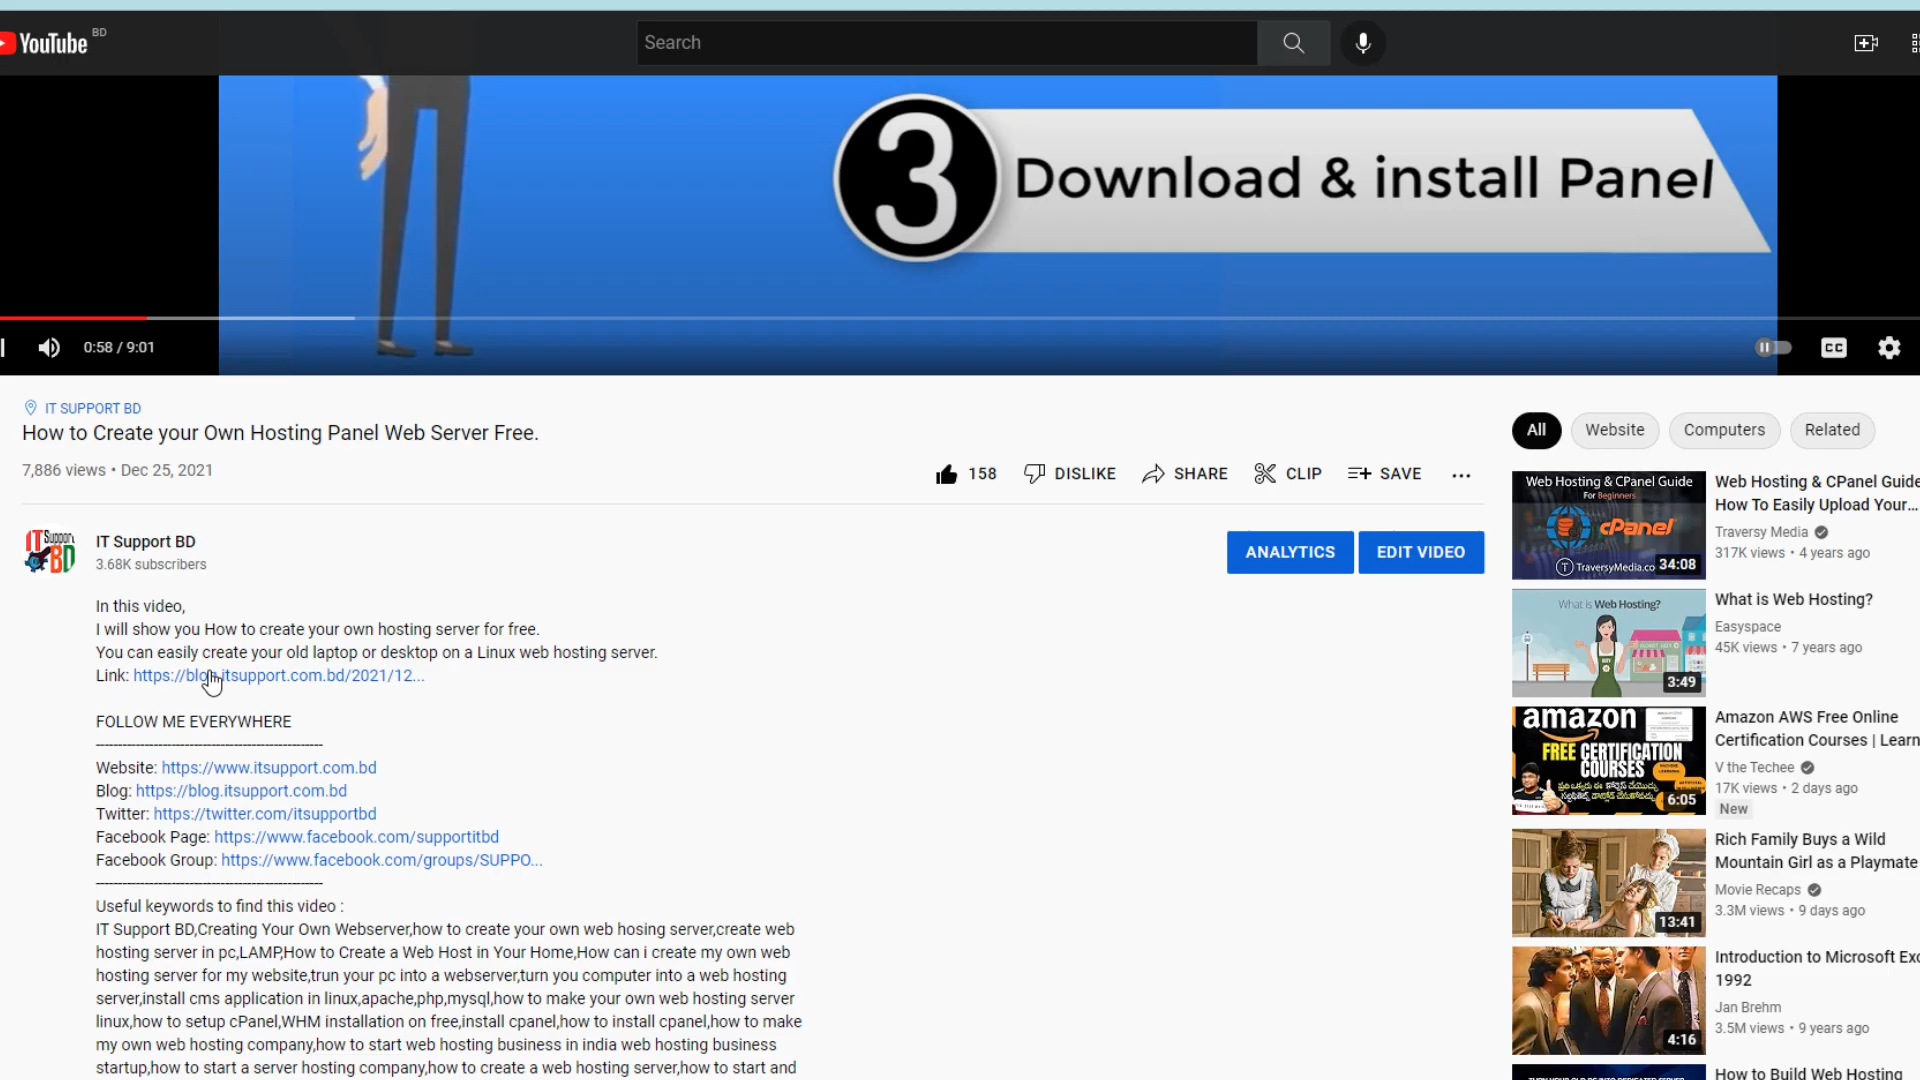 YouTube BD
Search
3 Download & install Panel
0:58 / 9:01
CC
IT SUPPORT BD
How to Create your Own Hosting Panel Web Server Free.
7,886 views • Dec 25, 2021
158 DISLIKE SHARE CLIP SAVE ...
IT Support BD
IT Support BD
3.68K subscribers
ANALYTICS EDIT VIDEO
In this video,
I will show you How to create your own hosting server for free.
You can easily create your old laptop or desktop on a Linux web hosting server.
Link: https://blog.itsupport.com.bd/2021/12...
FOLLOW ME EVERYWHERE
----------------------------------------------------
Website: https://www.itsupport.com.bd
Blog: https://blog.itsupport.com.bd
Twitter: https://twitter.com/itsupportbd
Facebook Page: https://www.facebook.com/supportitbd
Facebook Group: https://www.facebook.com/groups/SUPPO...
----------------------------------------------------
Useful keywords to find this video :
IT Support BD,Creating Your Own Webserver,how to create your own web hosing server,create web
hosting server in pc,LAMP,How to Create a Web Host in Your Home,How can i create my own web
hosting server for my website,trun your pc into a webserver,turn you computer into a web hosting
server,install cms application in linux,apache,php,mysql,how to make your own web hosting server
linux,how to setup cPanel,WHM installation on free,install cpanel,how to install cpanel,how to make
my own web hosting company,how to start web hosting business in india web hosting business
startup,how to start a server hosting company,how to create a web hosting server,how to start and
All Website Computers Related
Web Hosting & CPanel Guide
For Beginners
cPanel
TraversyMedia.co
34:08
Web Hosting & CPanel Guide
How To Easily Upload Your...
Traversy Media
317K views • 4 years ago
What is Web Hosting?
3:49
What is Web Hosting?
Easyspace
45K views • 7 years ago
amazon
FREE CERTIFICATION
COURSES
6:05
Amazon AWS Free Online
Certification Courses | Learn
V the Techee
17K views • 2 days ago
New
13:41
Rich Family Buys a Wild
Mountain Girl as a Playmate
Movie Recaps
3.3M views • 9 days ago
4:16
Introduction to Microsoft Exc
1992
Jan Brehm
3.5M views • 9 years ago
How to Build Web Hosting